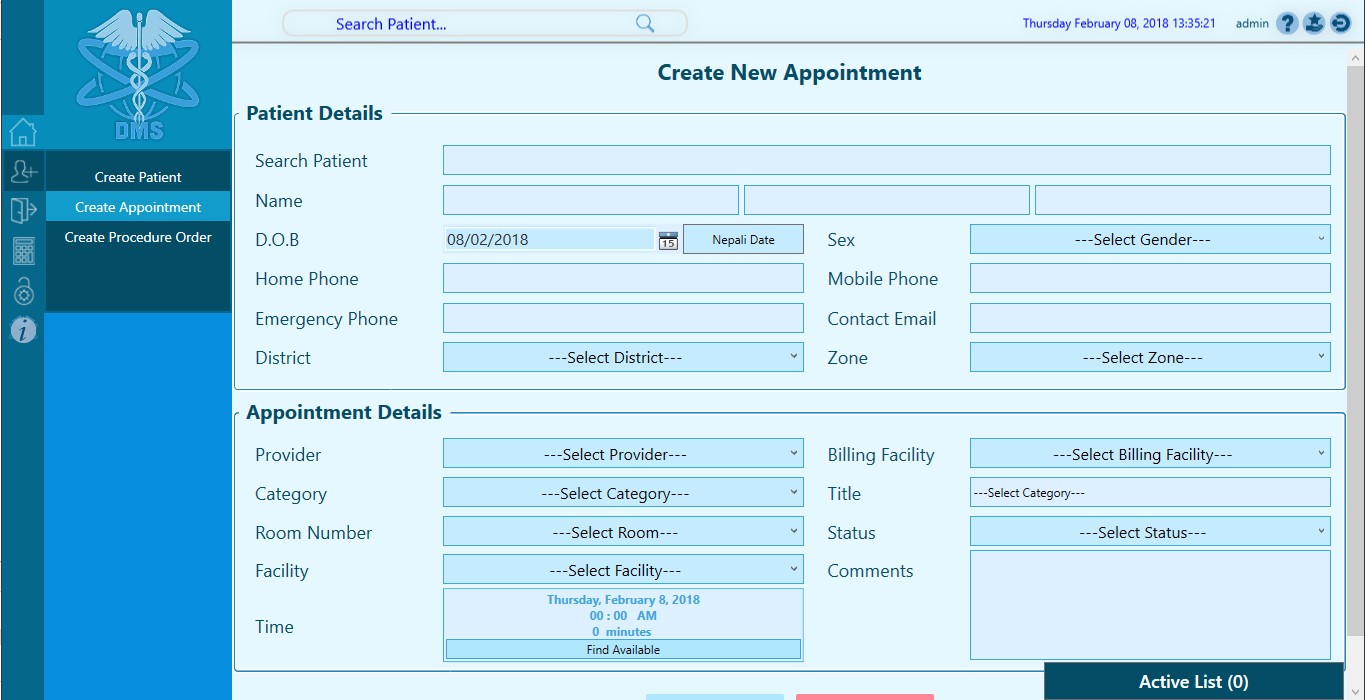 Search Patient...
Thursday February 08, 2018 13:35:21 admin ?
DMS
Create Patient
Create Appointment
Create Procedure Order
i
Create New Appointment
Patient Details
Search Patient
Name
D.O.B 08/02/2018 15 Nepali Date Sex ---Select Gender---
Home Phone Mobile Phone
Emergency Phone Contact Email
District ---Select District--- Zone ---Select Zone---
Appointment Details
Provider ---Select Provider--- Billing Facility ---Select Billing Facility---
Category ---Select Category--- Title ---Select Category---
Room Number ---Select Room--- Status ---Select Status---
Facility ---Select Facility--- Comments
Time
Thursday, February 8, 2018
00 : 00 AM
0 minutes
Find Available
Active List (0)